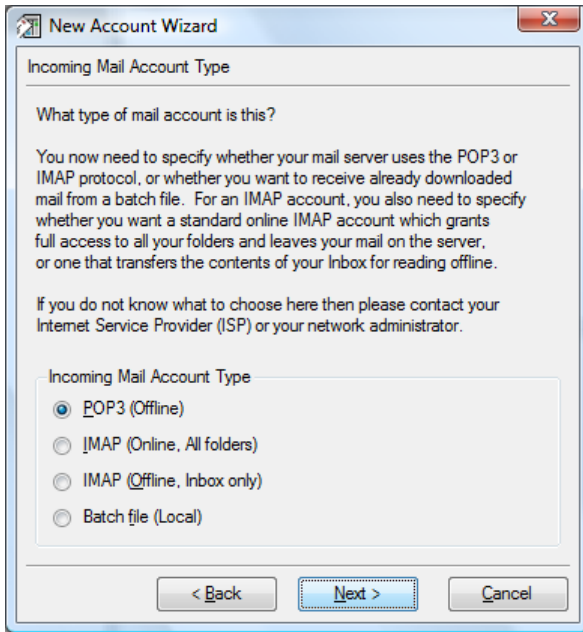 New Account Wizard
Incoming Mail Account Type
What type of mail account is this?
You now need to specify whether your mail server uses the POP3 or
IMAP protocol, or whether you want to receive already downloaded
mail from a batch file. For an IMAP account, you also need to specify
whether you want a standard online IMAP account which grants
full access to all your folders and leaves your mail on the server,
or one that transfers the contents of your Inbox for reading offline.
If you do not know what to choose here then please contact your
Internet Service Provider (ISP) or your network administrator.
Incoming Mail Account Type
POP3 (Offline)
IMAP (Online, All folders)
IMAP (Offline, Inbox only)
Batch file (Local)
< Back Next > Cancel